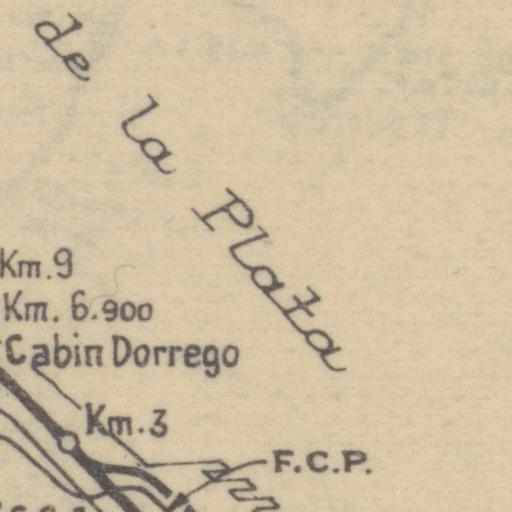 de la Plata
Km. 9
Km. 6.900
Cabin Dorrego
Km. 3
F.C.P.